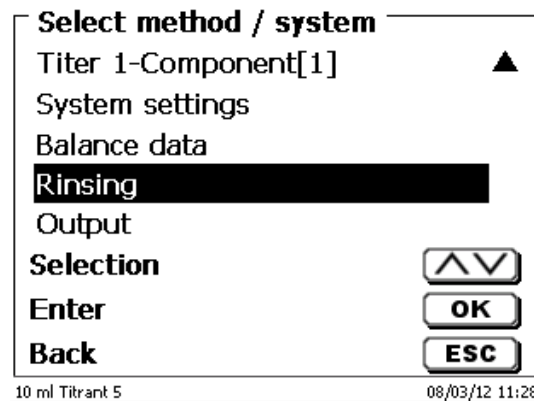 Select method / system
Titer 1-Component[1]
System settings
Balance data
Rinsing
Output
Selection
Enter OK
Back ESC
10 ml Titrant 5 08/03/12 11:28